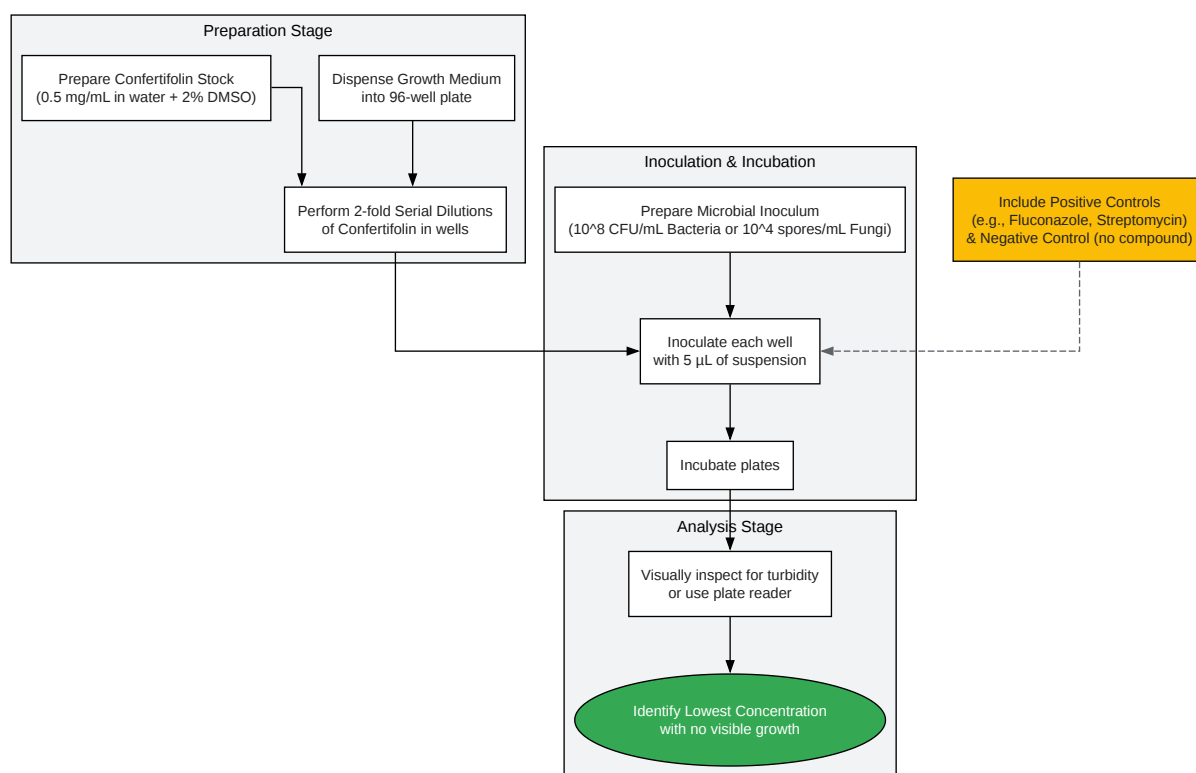 Preparation Stage
Prepare Confertifolin Stock
(0.5 mg/mL in water + 2% DMSO)
Dispense Growth Medium
into 96-well plate
Perform 2-fold Serial Dilutions
of Confertifolin in wells
Inoculation & Incubation
Prepare Microbial Inoculum
(10^8 CFU/mL Bacteria or 10^4 spores/mL Fungi)
Include Positive Controls
(e.g., Fluconazole, Streptomycin)
& Negative Control (no compound)
Inoculate each well
with 5 µL of suspension
Incubate plates
Analysis Stage
Visually inspect for turbidity
or use plate reader
Identify Lowest Concentration
with no visible growth